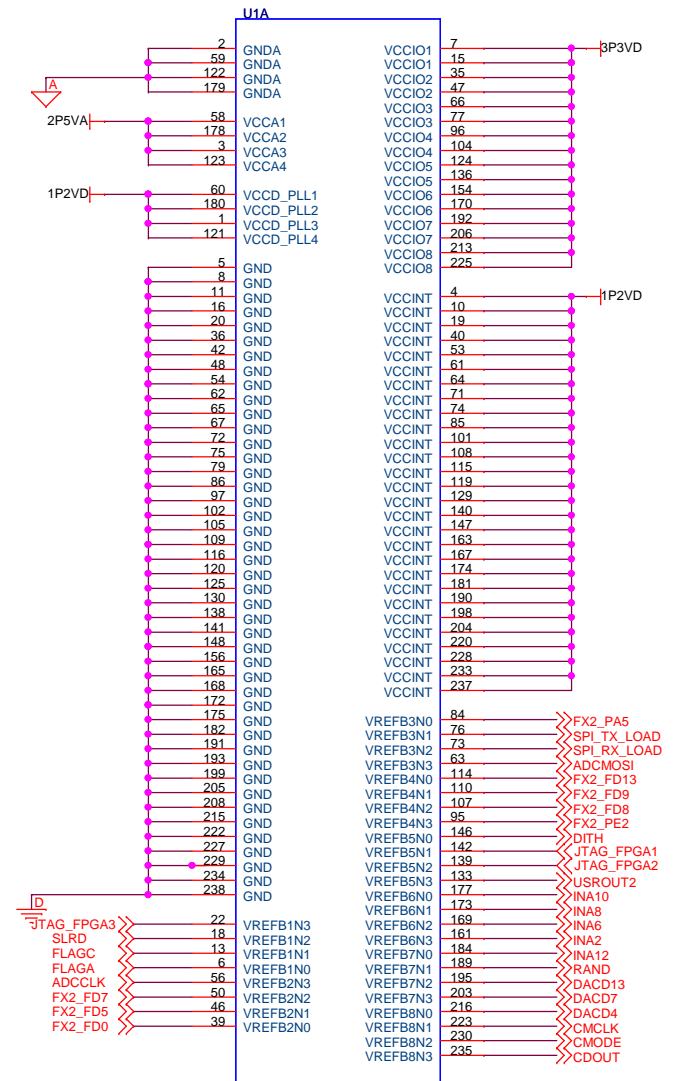 U1A
2 GNDA
59 GNDA
122 GNDA
A
179 GNDA
2P5VA 58 VCCA1
178 VCCA2
3 VCCA3
123 VCCA4
1P2VD 60 VCCD_PLL1
180 VCCD_PLL2
1 VCCD_PLL3
121 VCCD_PLL4
5 GND
8 GND
11 GND
16 GND
20 GND
36 GND
42 GND
48 GND
54 GND
62 GND
65 GND
67 GND
72 GND
75 GND
79 GND
86 GND
97 GND
102 GND
105 GND
109 GND
116 GND
120 GND
125 GND
130 GND
138 GND
141 GND
148 GND
156 GND
165 GND
168 GND
172 GND
175 GND
182 GND
191 GND
193 GND
199 GND
205 GND
208 GND
215 GND
222 GND
227 GND
229 GND
234 GND
238 GND
D
JTAG_FPGA3 22 VREFB1N3
SLRD 18 VREFB1N2
FLAGC 13 VREFB1N1
FLAGA 6 VREFB1N0
ADCCLK 56 VREFB2N3
FX2_FD7 50 VREFB2N2
FX2_FD5 46 VREFB2N1
FX2_FD0 39 VREFB2N0
VCCIO1 7 3P3VD
VCCIO1 15
VCCIO2 35
VCCIO2 47
VCCIO3 66
VCCIO3 77
VCCIO4 96
VCCIO4 104
VCCIO5 124
VCCIO5 136
VCCIO6 154
VCCIO6 170
VCCIO7 192
VCCIO7 206
VCCIO8 213
VCCIO8 225
VCCINT 4 1P2VD
VCCINT 10
VCCINT 19
VCCINT 40
VCCINT 53
VCCINT 61
VCCINT 64
VCCINT 71
VCCINT 74
VCCINT 85
VCCINT 101
VCCINT 108
VCCINT 115
VCCINT 119
VCCINT 129
VCCINT 140
VCCINT 147
VCCINT 163
VCCINT 167
VCCINT 174
VCCINT 181
VCCINT 190
VCCINT 198
VCCINT 204
VCCINT 220
VCCINT 228
VCCINT 233
VCCINT 237
VREFB3N0 84 FX2_PA5
VREFB3N1 76 SPI_TX_LOAD
VREFB3N2 73 SPI_RX_LOAD
VREFB3N3 63 ADCMOSI
VREFB4N0 114 FX2_FD13
VREFB4N1 110 FX2_FD9
VREFB4N2 107 FX2_FD8
VREFB4N3 95 FX2_PE2
VREFB5N0 146 DITH
VREFB5N1 142 JTAG_FPGA1
VREFB5N2 139 JTAG_FPGA2
VREFB5N3 133 USROUT2
VREFB6N0 177 INA10
VREFB6N1 173 INA8
VREFB6N2 169 INA6
VREFB6N3 161 INA2
VREFB7N0 184 INA12
VREFB7N1 189 RAND
VREFB7N2 195 DACD13
VREFB7N3 203 DACD7
VREFB8N0 216 DACD4
VREFB8N1 223 CMCLK
VREFB8N2 230 CMODE
VREFB8N3 235 CDOUT